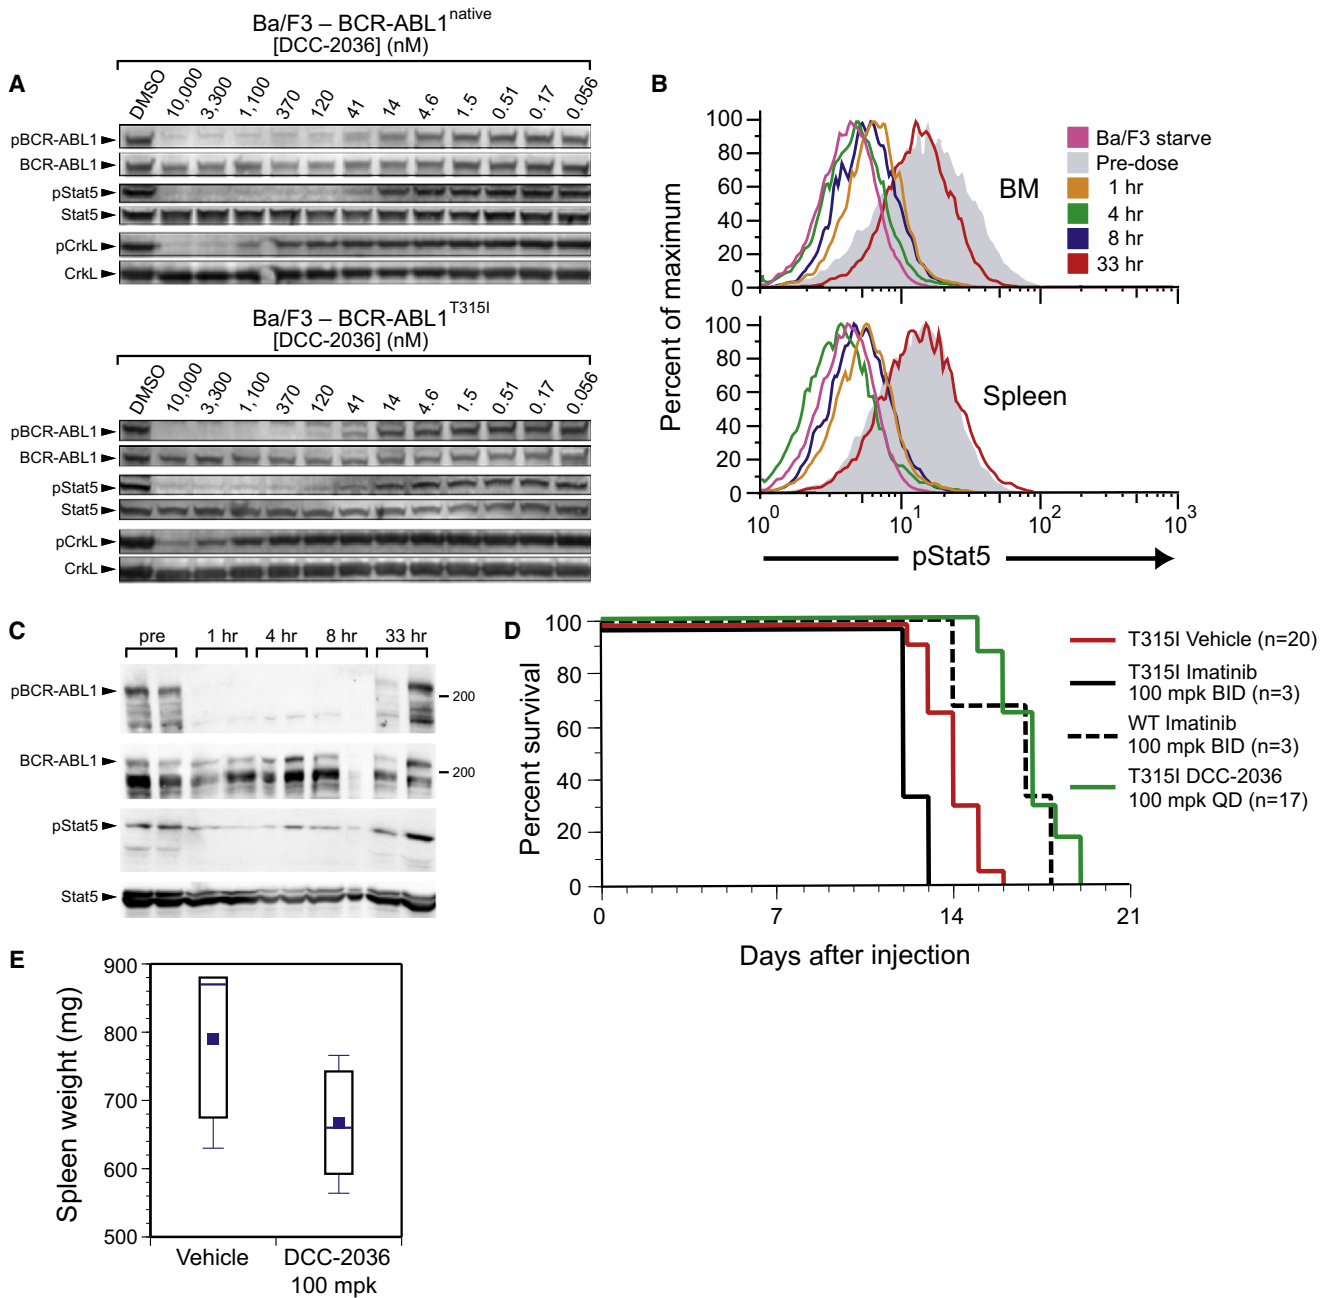 A
Ba/F3 – BCR-ABL1native
[DCC-2036] (nM)
DMSO 10,000 3,300 1,100 370 120 41 14 4.6 1.5 0.51 0.17 0.056
pBCR-ABL1
BCR-ABL1
pStat5
Stat5
pCrkL
CrkL
Ba/F3 – BCR-ABL1T315I
[DCC-2036] (nM)
DMSO 10,000 3,300 1,100 370 120 41 14 4.6 1.5 0.51 0.17 0.056
pBCR-ABL1
BCR-ABL1
pStat5
Stat5
pCrkL
CrkL
B
Percent of maximum
100
80
60
40
20
0
BM
Ba/F3 starve
Pre-dose
1 hr
4 hr
8 hr
33 hr
100
80
60
40
20
0
Spleen
100 101 102 103
pStat5
C
pre 1 hr 4 hr 8 hr 33 hr
pBCR-ABL1
200
BCR-ABL1
200
pStat5
Stat5
D
Percent survival
100
80
60
40
20
0
0 7 14 21
Days after injection
T315I Vehicle (n=20)
T315I Imatinib
100 mpk BID (n=3)
WT Imatinib
100 mpk BID (n=3)
T315I DCC-2036
100 mpk QD (n=17)
E
Spleen weight (mg)
900
800
700
600
500
Vehicle DCC-2036
100 mpk